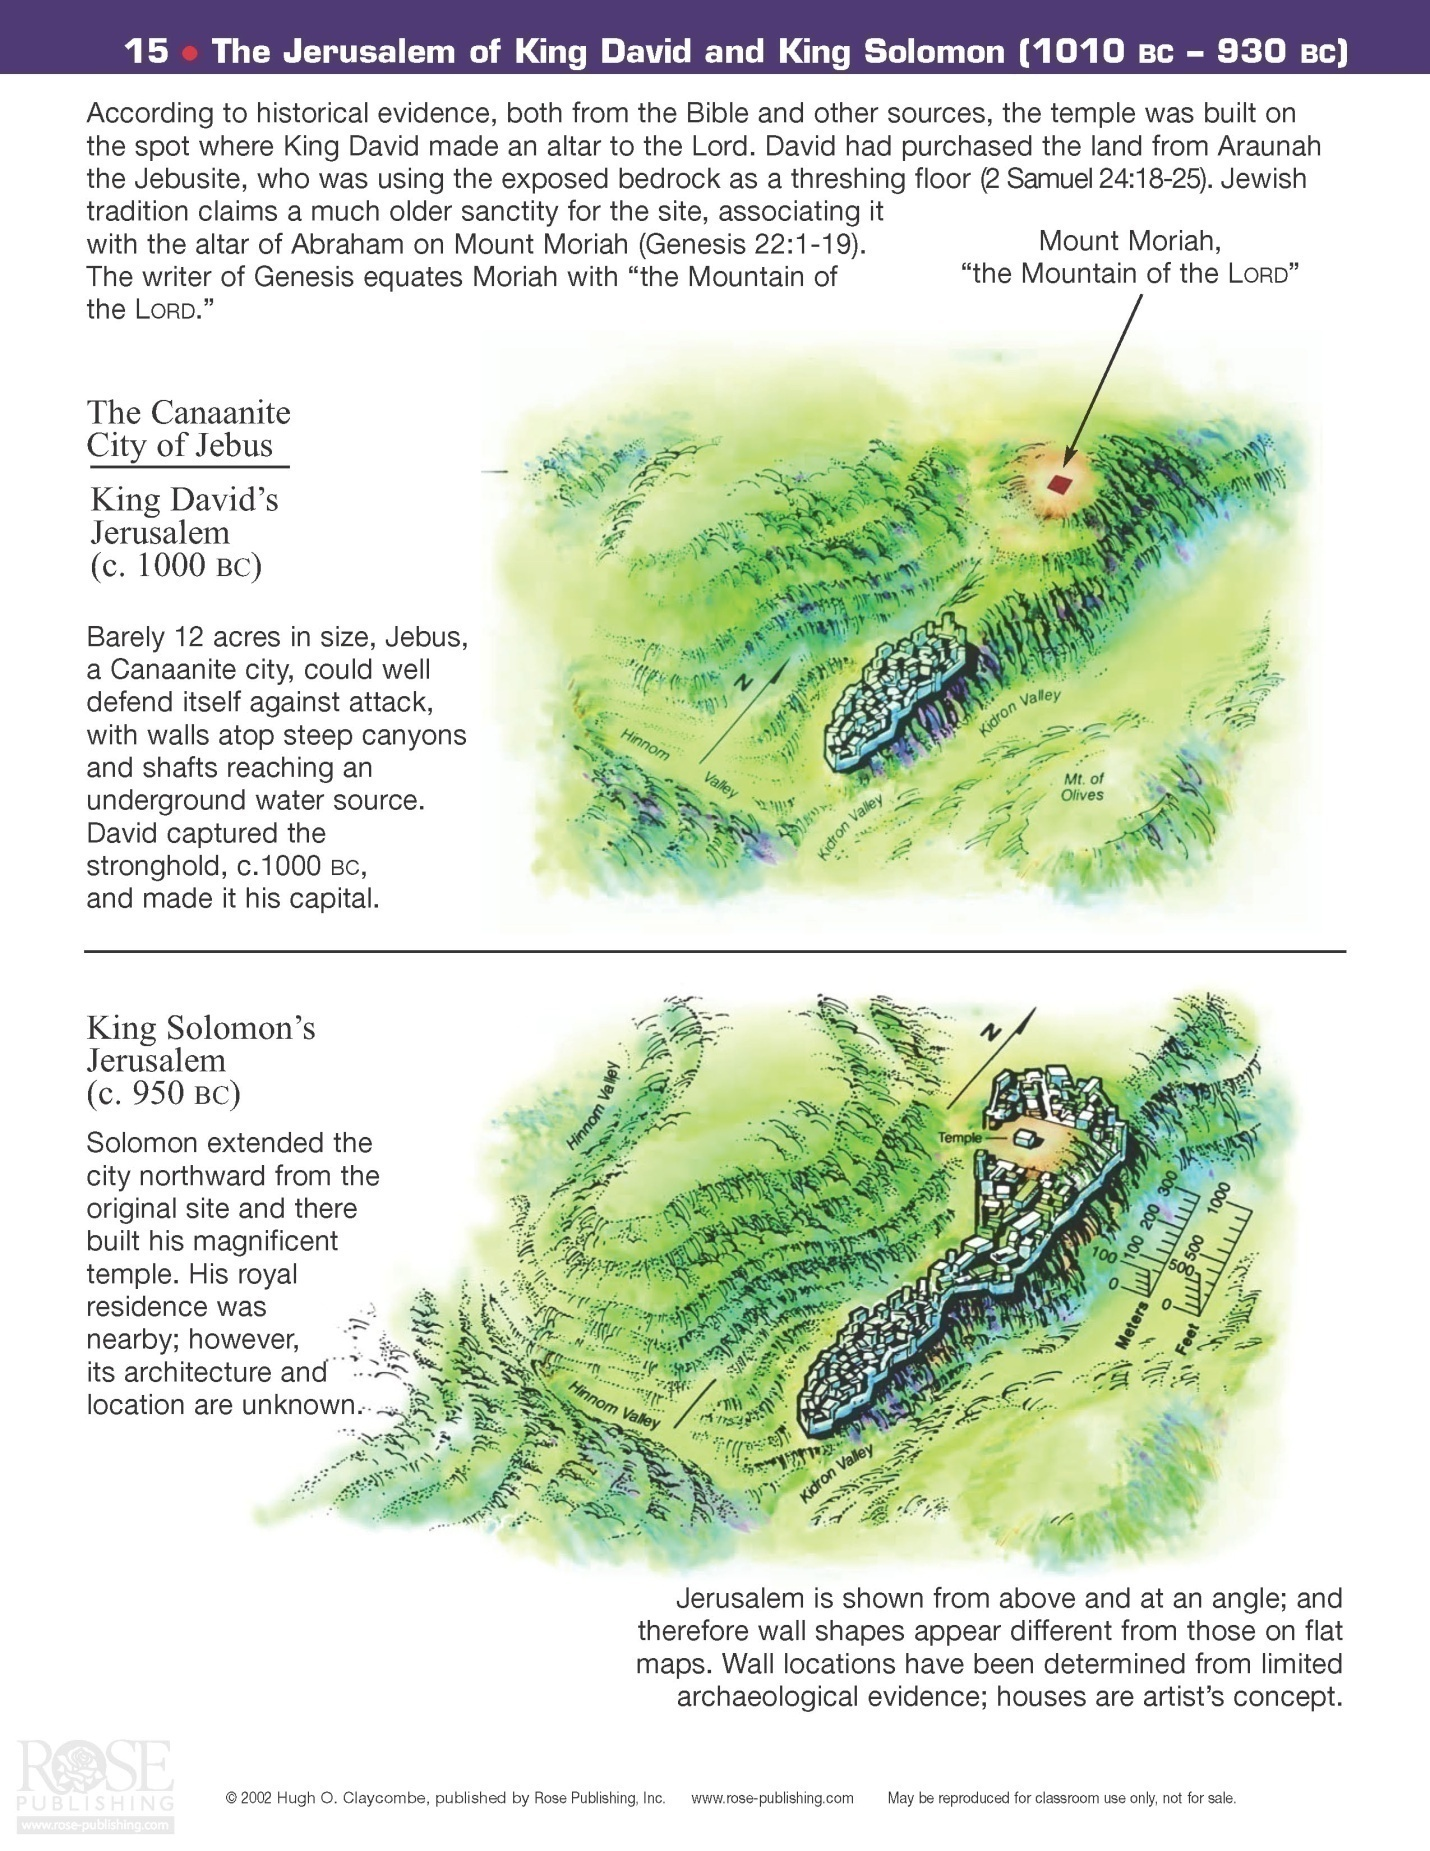 15 • The Jerusalem of King David and King Solomon (1010 BC – 930 BC)
According to historical evidence, both from the Bible and other sources, the temple was built on
the spot where King David made an altar to the Lord. David had purchased the land from Araunah
the Jebusite, who was using the exposed bedrock as a threshing floor (2 Samuel 24:18-25). Jewish
tradition claims a much older sanctity for the site, associating it
with the altar of Abraham on Mount Moriah (Genesis 22:1-19).
The writer of Genesis equates Moriah with “the Mountain of
the LORD.”
Mount Moriah,
“the Mountain of the LORD”
The Canaanite
City of Jebus
King David’s
Jerusalem
(c. 1000 BC)
Barely 12 acres in size, Jebus,
a Canaanite city, could well
defend itself against attack,
with walls atop steep canyons
and shafts reaching an
underground water source.
David captured the
stronghold, c.1000 BC,
and made it his capital.
N
Hinnom Valley
Kidron Valley
Kidron Valley
Mt. of
Olives
King Solomon’s
Jerusalem
(c. 950 BC)
Solomon extended the
city northward from the
original site and there
built his magnificent
temple. His royal
residence was
nearby; however,
its architecture and
location are unknown.
N
Hinnom Valley
Temple
Hinnom Valley
Kidron Valley
100 0 100 200 300
Meters
500 0 500 1000
Feet
Jerusalem is shown from above and at an angle; and
therefore wall shapes appear different from those on flat
maps. Wall locations have been determined from limited
archaeological evidence; houses are artist’s concept.
ROSE
PUBLISHING
www.rose-publishing.com
© 2002 Hugh O. Claycombe, published by Rose Publishing, Inc. www.rose-publishing.com May be reproduced for classroom use only, not for sale.